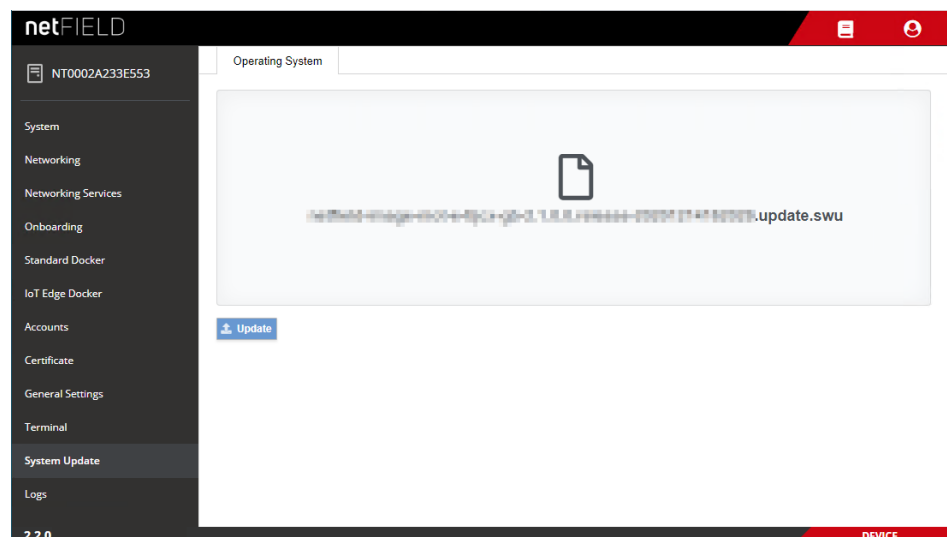 netFIELD
NT0002A233E553
Operating System
System
Networking
Networking Services
Onboarding
Standard Docker
IoT Edge Docker
Accounts
Certificate
General Settings
Terminal
System Update
Logs
.update.swu
Update
2.2.0
DEVICE